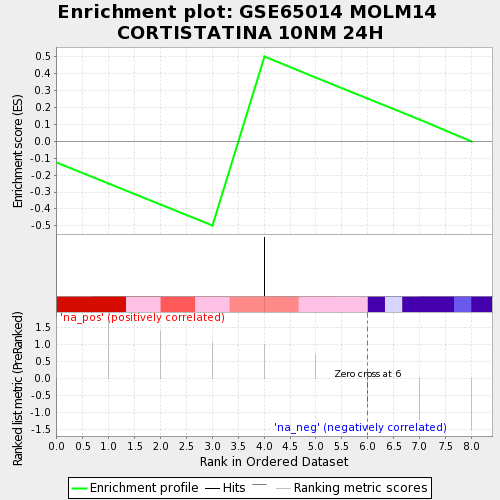 Enrichment plot: GSE65014 MOLM14
CORTISTATINA 10NM 24H
Enrichment score (ES)
0.5
0.4
0.3
0.2
0.1
0.0
-0.1
-0.2
-0.3
-0.4
-0.5
'na_pos' (positively correlated)
Ranked list metric (PreRanked)
1.5
1.0
0.5
0.0
-0.5
-1.0
-1.5
Zero cross at 6
'na_neg' (negatively correlated)
0.0 0.5 1.0 1.5 2.0 2.5 3.0 3.5 4.0 4.5 5.0 5.5 6.0 6.5 7.0 7.5 8.0
Rank in Ordered Dataset
Enrichment profile Hits Ranking metric scores